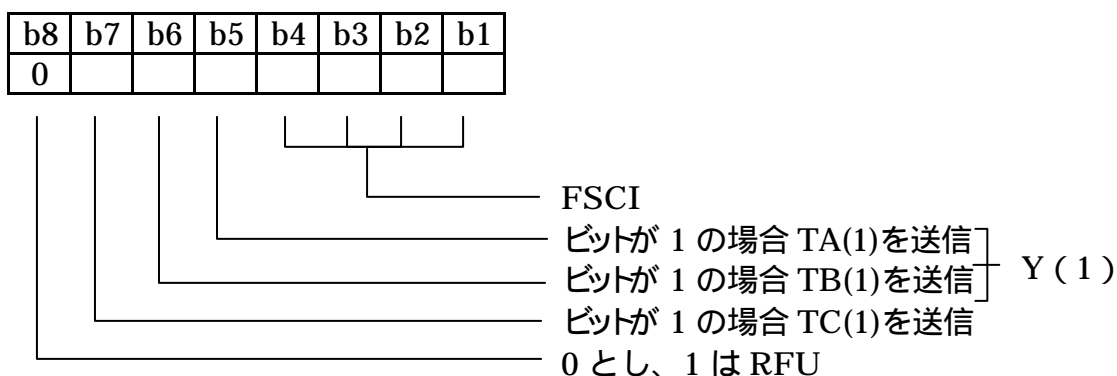 b8 b7 b6 b5 b4 b3 b2 b1
0
FSCI
ビットが 1 の場合 TA(1)を送信
ビットが 1 の場合 TB(1)を送信
Y ( 1 )
ビットが 1 の場合 TC(1)を送信
0 とし、1 は RFU